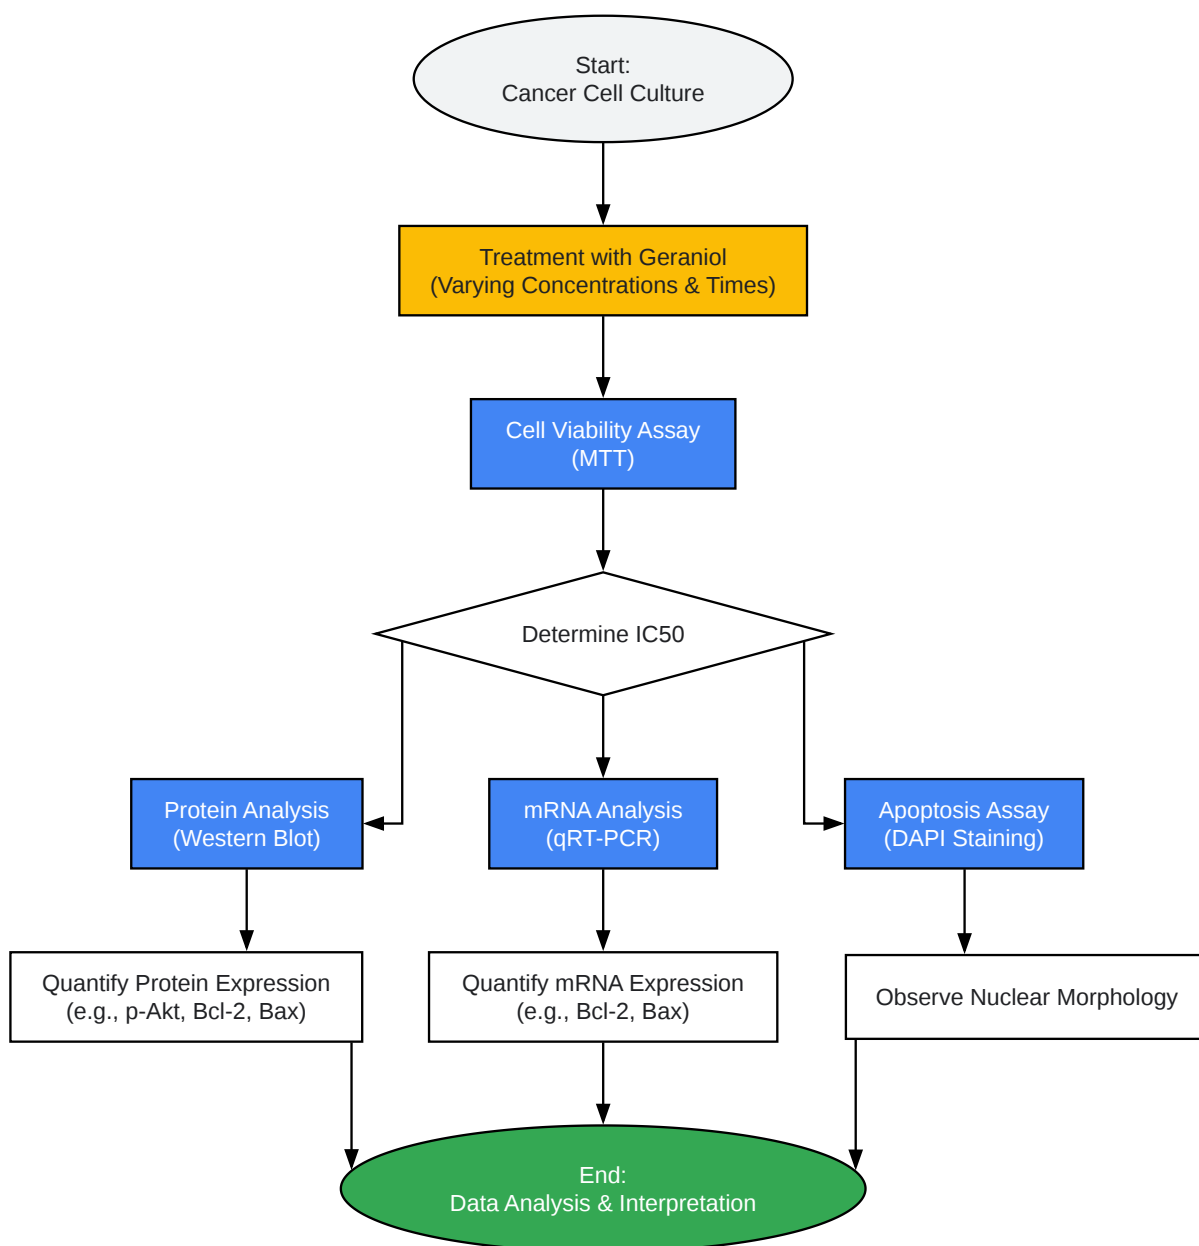 Start:
Cancer Cell Culture
Treatment with Geraniol
(Varying Concentrations & Times)
Cell Viability Assay
(MTT)
Determine IC50
Protein Analysis
(Western Blot)
mRNA Analysis
(qRT-PCR)
Apoptosis Assay
(DAPI Staining)
Quantify Protein Expression
(e.g., p-Akt, Bcl-2, Bax)
Quantify mRNA Expression
(e.g., Bcl-2, Bax)
Observe Nuclear Morphology
End:
Data Analysis & Interpretation